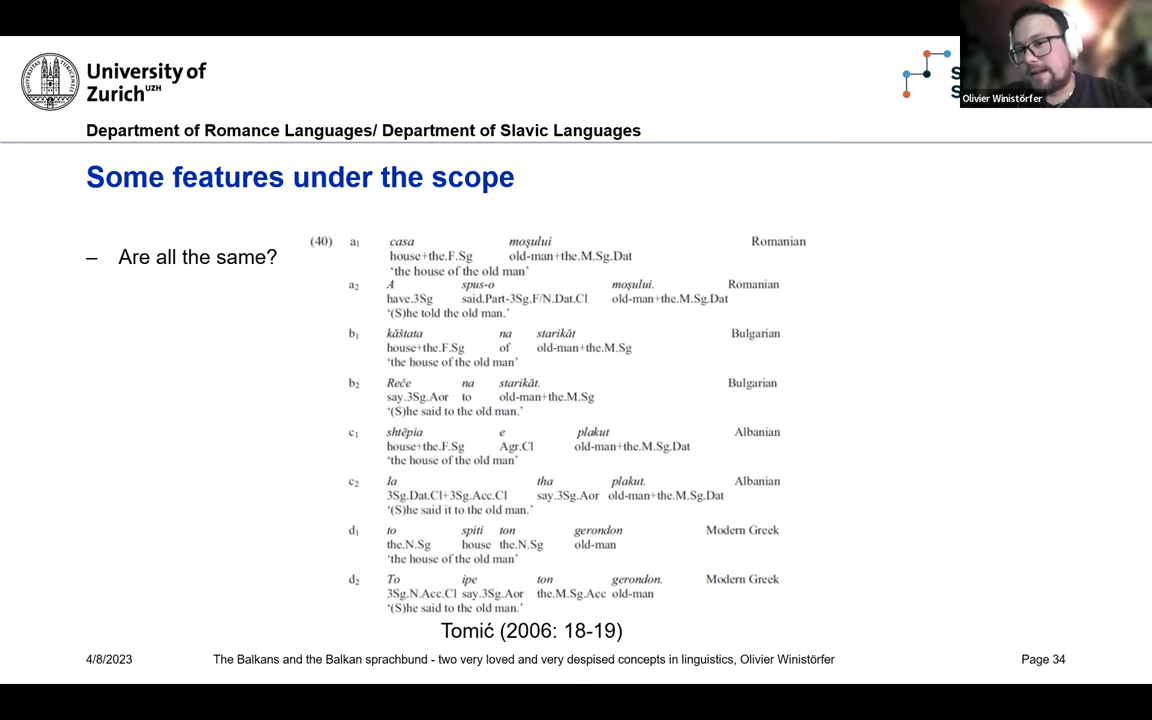 University of
Zurich UZH
S
S
Olivier Winistörfer
Department of Romance Languages/ Department of Slavic Languages
Some features under the scope
– Are all the same?
(40) a1 casa moşului Romanian
house+the.F.Sg old-man+the.M.Sg.Dat
‘the house of the old man’
a2 A spus-o moşului. Romanian
have.3Sg said.Part-3Sg.F/N.Dat.Cl old-man+the.M.Sg.Dat
‘(S)he told the old man.’
b1 kăštata na starikăt Bulgarian
house+the.F.Sg of old-man+the.M.Sg
‘the house of the old man’
b2 Reče na starikăt. Bulgarian
say.3Sg.Aor to old-man+the.M.Sg
‘(S)he said to the old man.’
c1 shtëpia e plakut Albanian
house+the.F.Sg Agr.Cl old-man+the.M.Sg.Dat
‘the house of the old man’
c2 Ia tha plakut. Albanian
3Sg.Dat.Cl+3Sg.Acc.Cl say.3Sg.Aor old-man+the.M.Sg.Dat
‘(S)he said it to the old man.’
d1 to spiti ton gerondon Modern Greek
the.N.Sg house the.N.Sg old-man
‘the house of the old man’
d2 To ipe ton gerondon. Modern Greek
3Sg.N.Acc.Cl say.3Sg.Aor the.M.Sg.Acc old-man
‘(S)he said to the old man.’
Tomić (2006: 18-19)
4/8/2023 The Balkans and the Balkan sprachbund - two very loved and very despised concepts in linguistics, Olivier Winistörfer Page 34